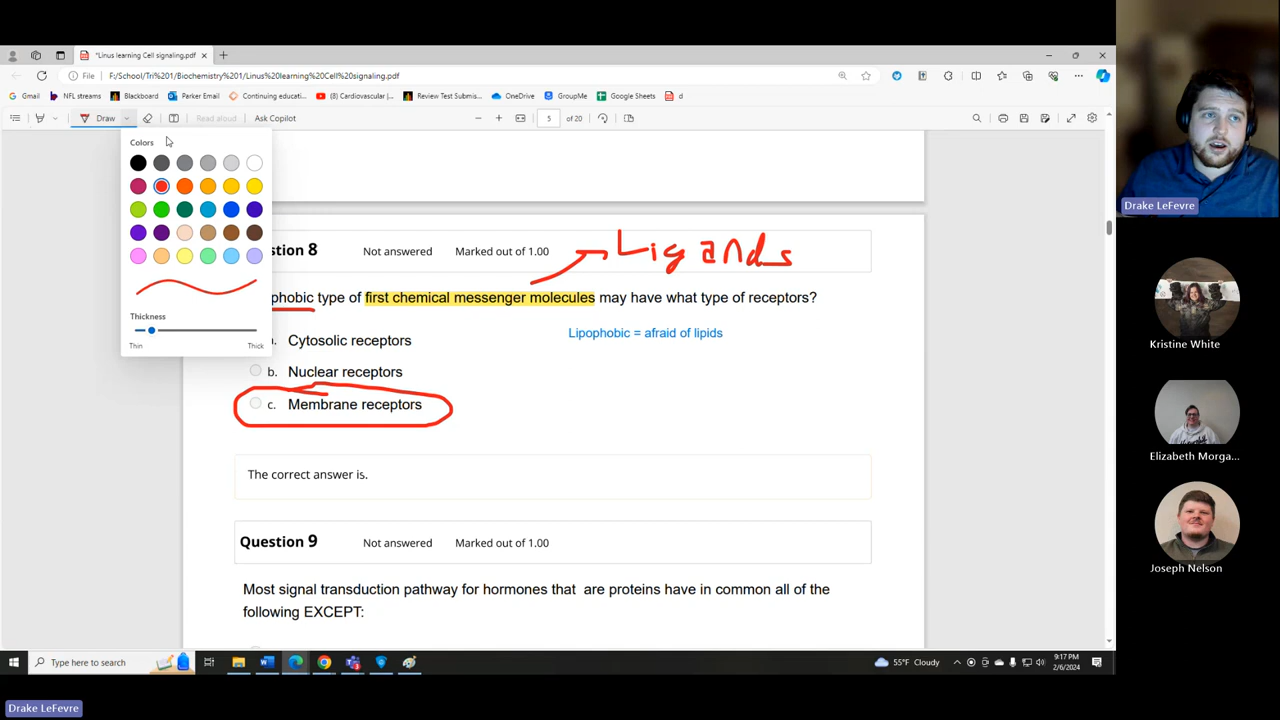 *Linus learning Cell signaling.pdf
File F:/School/Tri%201/Biochemistry%201/Linus%20learning%20Cell%20signaling.pdf
Gmail NFL streams Blackboard Parker Email Continuing educati... (8) Cardiovascular |... Review Test Submis... OneDrive GroupMe Google Sheets d
Draw Read aloud Ask Copilot 5 of 20
Colors
Thickness
Thin Thick
stion 8 Not answered Marked out of 1.00
Ligands
phobic type of first chemical messenger molecules may have what type of receptors?
Lipophobic = afraid of lipids
Cytosolic receptors
b. Nuclear receptors
c. Membrane receptors
The correct answer is.
Question 9 Not answered Marked out of 1.00
Most signal transduction pathway for hormones that are proteins have in common all of the
following EXCEPT:
Drake LeFevre
Kristine White
Elizabeth Morga...
Joseph Nelson
Type here to search
55°F Cloudy
9:17 PM
2/6/2024
Drake LeFevre